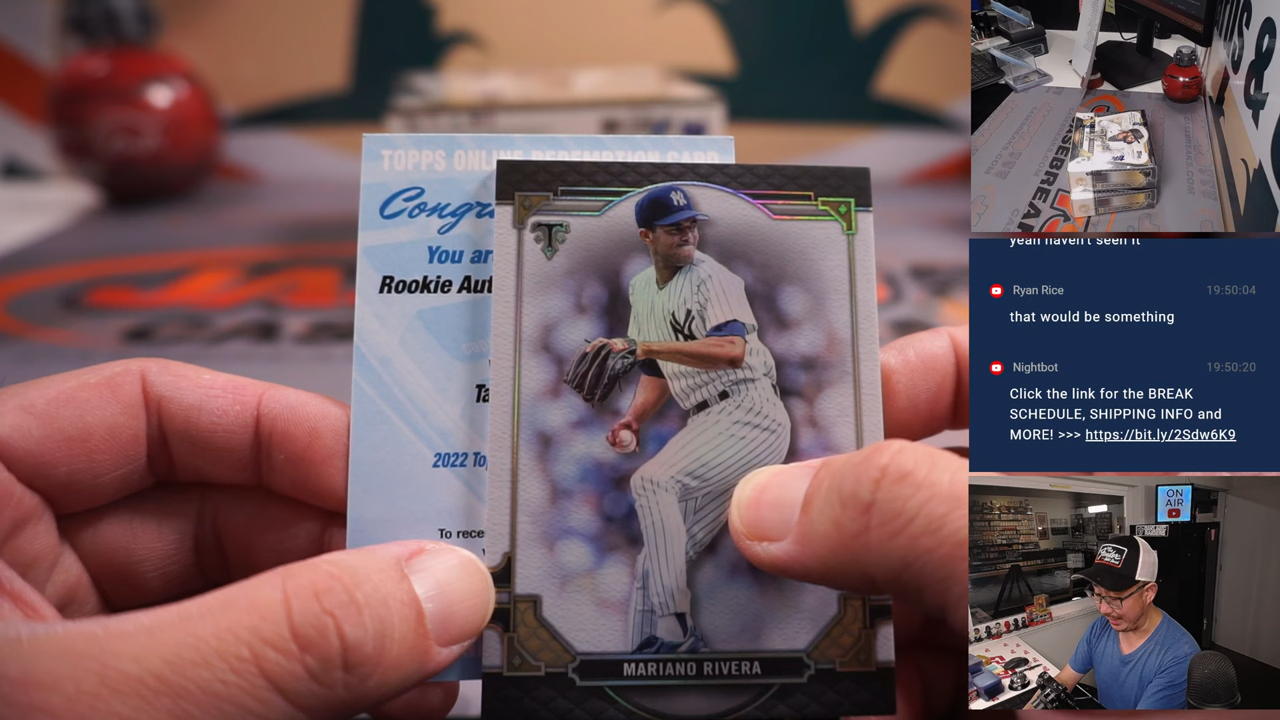 TOPPS ONLINE REDEMPTION CARD
Congr
You ar
Rookie Aut
Ta
2022 To
To rece
MARIANO RIVERA
yeah haven't seen it
Ryan Rice 19:50:04
that would be something
Nightbot 19:50:20
Click the link for the BREAK
SCHEDULE, SHIPPING INFO and
MORE! >>> https://bit.ly/2Sdw6K9
ON
AIR